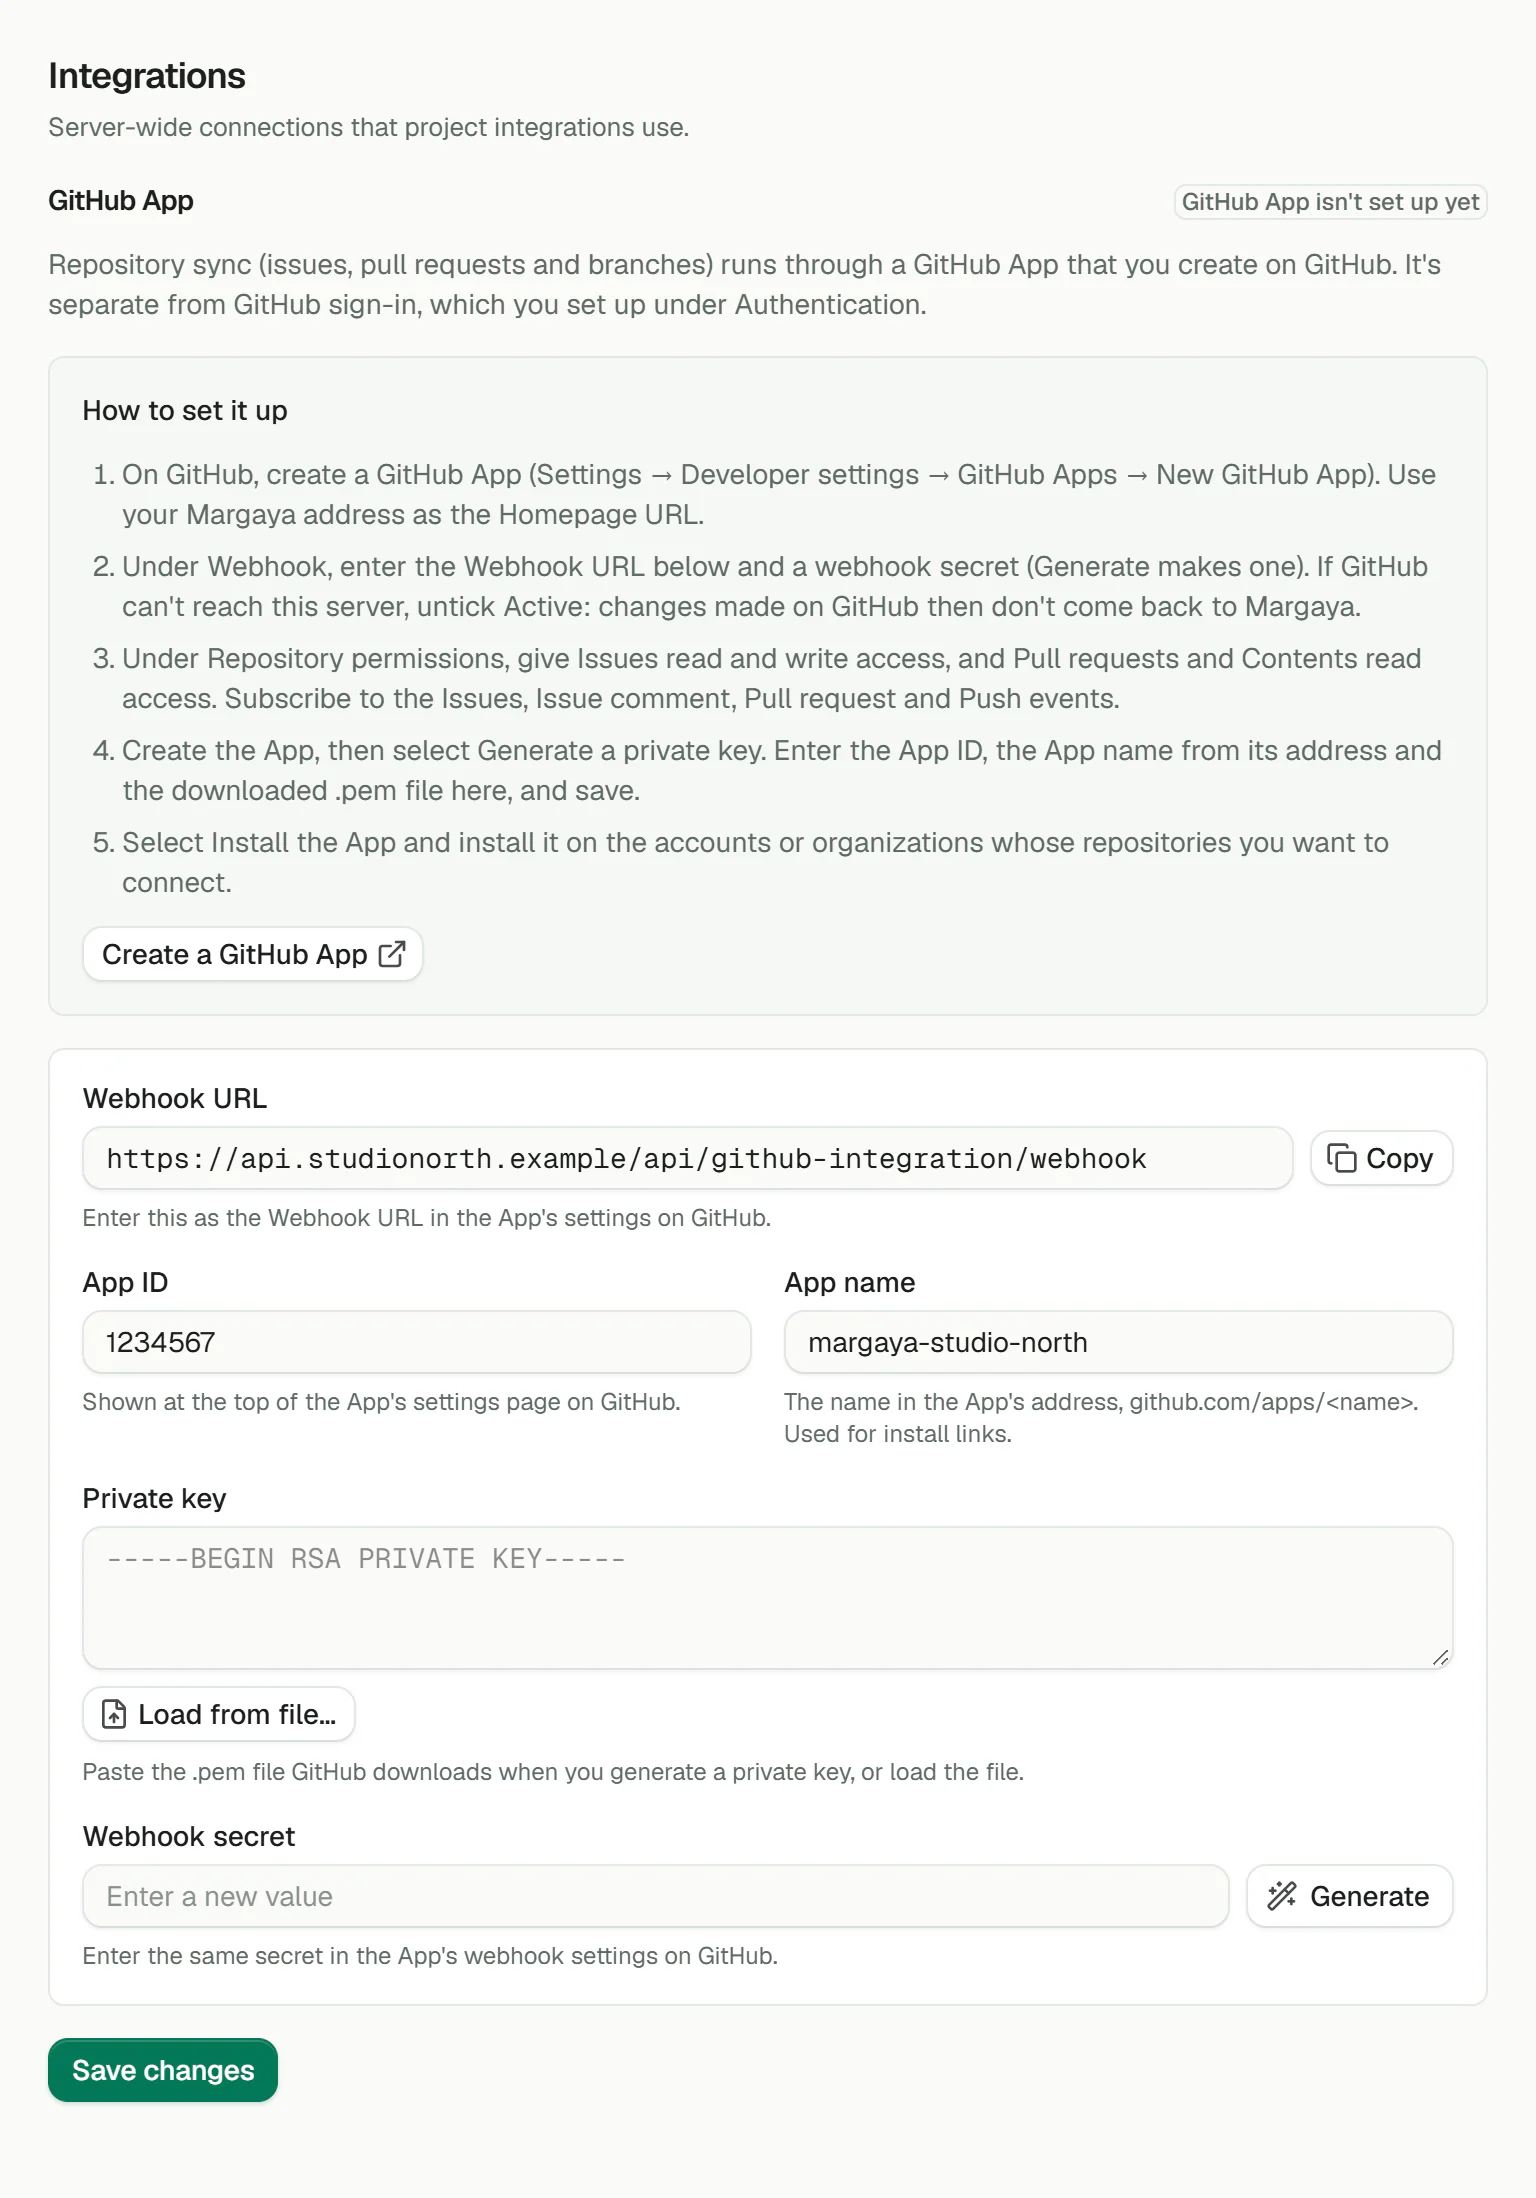 Integrations
Server-wide connections that project integrations use.
GitHub App
GitHub App isn't set up yet
Repository sync (issues, pull requests and branches) runs through a GitHub App that you create on GitHub. It's
separate from GitHub sign-in, which you set up under Authentication.
How to set it up
1. On GitHub, create a GitHub App (Settings → Developer settings → GitHub Apps → New GitHub App). Use
your Margaya address as the Homepage URL.
2. Under Webhook, enter the Webhook URL below and a webhook secret (Generate makes one). If GitHub
can't reach this server, untick Active: changes made on GitHub then don't come back to Margaya.
3. Under Repository permissions, give Issues read and write access, and Pull requests and Contents read
access. Subscribe to the Issues, Issue comment, Pull request and Push events.
4. Create the App, then select Generate a private key. Enter the App ID, the App name from its address and
the downloaded .pem file here, and save.
5. Select Install the App and install it on the accounts or organizations whose repositories you want to
connect.
Create a GitHub App
Webhook URL
https://api.studionorth.example/api/github-integration/webhook
Copy
Enter this as the Webhook URL in the App's settings on GitHub.
App ID
1234567
Shown at the top of the App's settings page on GitHub.
App name
margaya-studio-north
The name in the App's address, github.com/apps/<name>.
Used for install links.
Private key
-----BEGIN RSA PRIVATE KEY-----
Load from file...
Paste the .pem file GitHub downloads when you generate a private key, or load the file.
Webhook secret
Enter a new value
Generate
Enter the same secret in the App's webhook settings on GitHub.
Save changes